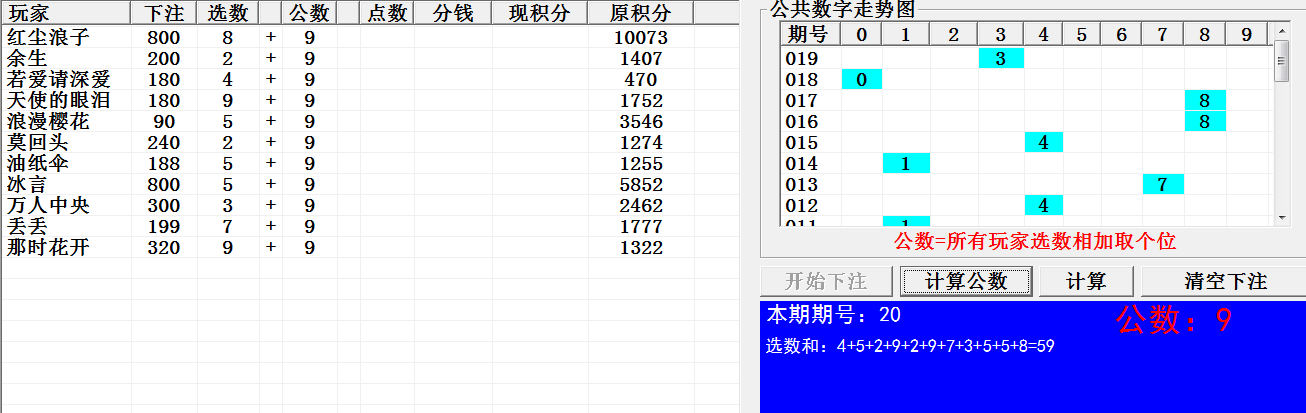 玩家 下注 选数 公数 点数 分钱 现积分 原积分
红尘浪子 800 8 + 9 10073
余生 200 2 + 9 1407
若爱请深爱 180 4 + 9 470
天使的眼泪 180 9 + 9 1752
浪漫樱花 90 5 + 9 3546
莫回头 240 2 + 9 1274
油纸伞 188 5 + 9 1255
冰言 800 5 + 9 5852
万人中央 300 3 + 9 2462
丢丢 199 7 + 9 1777
那时花开 320 9 + 9 1322
公共数字走势图
期号 0 1 2 3 4 5 6 7 8 9
019 3
018 0
017 8
016 8
015 4
014 1
013 7
012 4
011 1
公数=所有玩家选数相加取个位
开始下注 计算公数 计算 清空下注
本期期号：20 公数：9
选数和：4+5+2+9+2+9+7+3+5+5+8=59